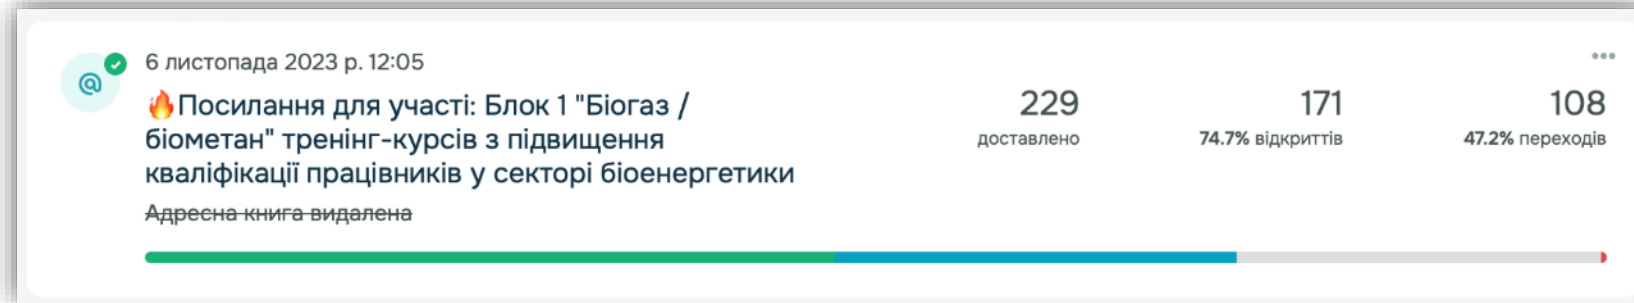 6 листопада 2023 р. 12:05
🔥Посилання для участі: Блок 1 "Біогаз /
біометан" тренінг-курсів з підвищення
кваліфікації працівників у секторі біоенергетики
Адресна книга видалена
229
доставлено
171
74.7% відкриттів
108
47.2% переходів